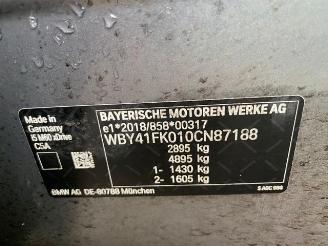 Made in
Germany
i5 M60 xDrive
C5A
BAYERISCHE MOTOREN WERKE AG
e1*2018/858*00317
WBY41FK010CN87188
2895 kg
4895 kg
1- 1430 kg
2- 1605 kg
BMW AG DE-80788 München